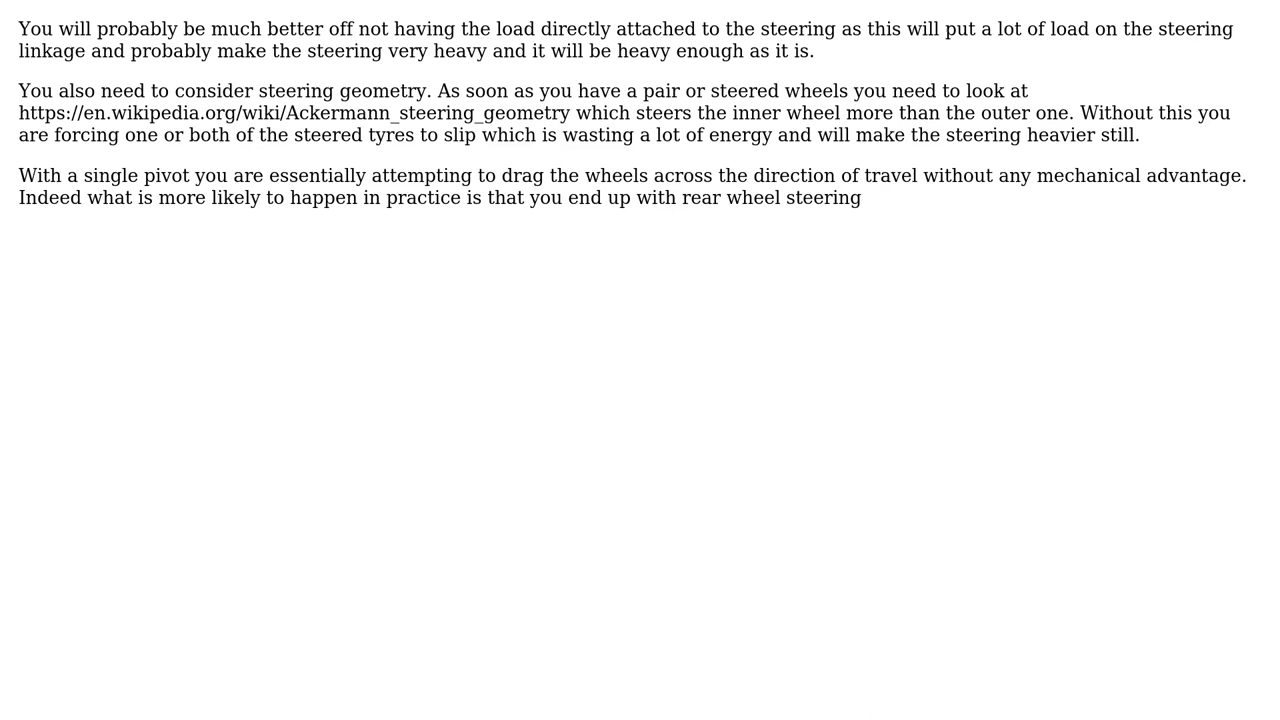 You will probably be much better off not having the load directly attached to the steering as this will put a lot of load on the steering
linkage and probably make the steering very heavy and it will be heavy enough as it is.
You also need to consider steering geometry. As soon as you have a pair or steered wheels you need to look at
https://en.wikipedia.org/wiki/Ackermann_steering_geometry which steers the inner wheel more than the outer one. Without this you
are forcing one or both of the steered tyres to slip which is wasting a lot of energy and will make the steering heavier still.
With a single pivot you are essentially attempting to drag the wheels across the direction of travel without any mechanical advantage.
Indeed what is more likely to happen in practice is that you end up with rear wheel steering